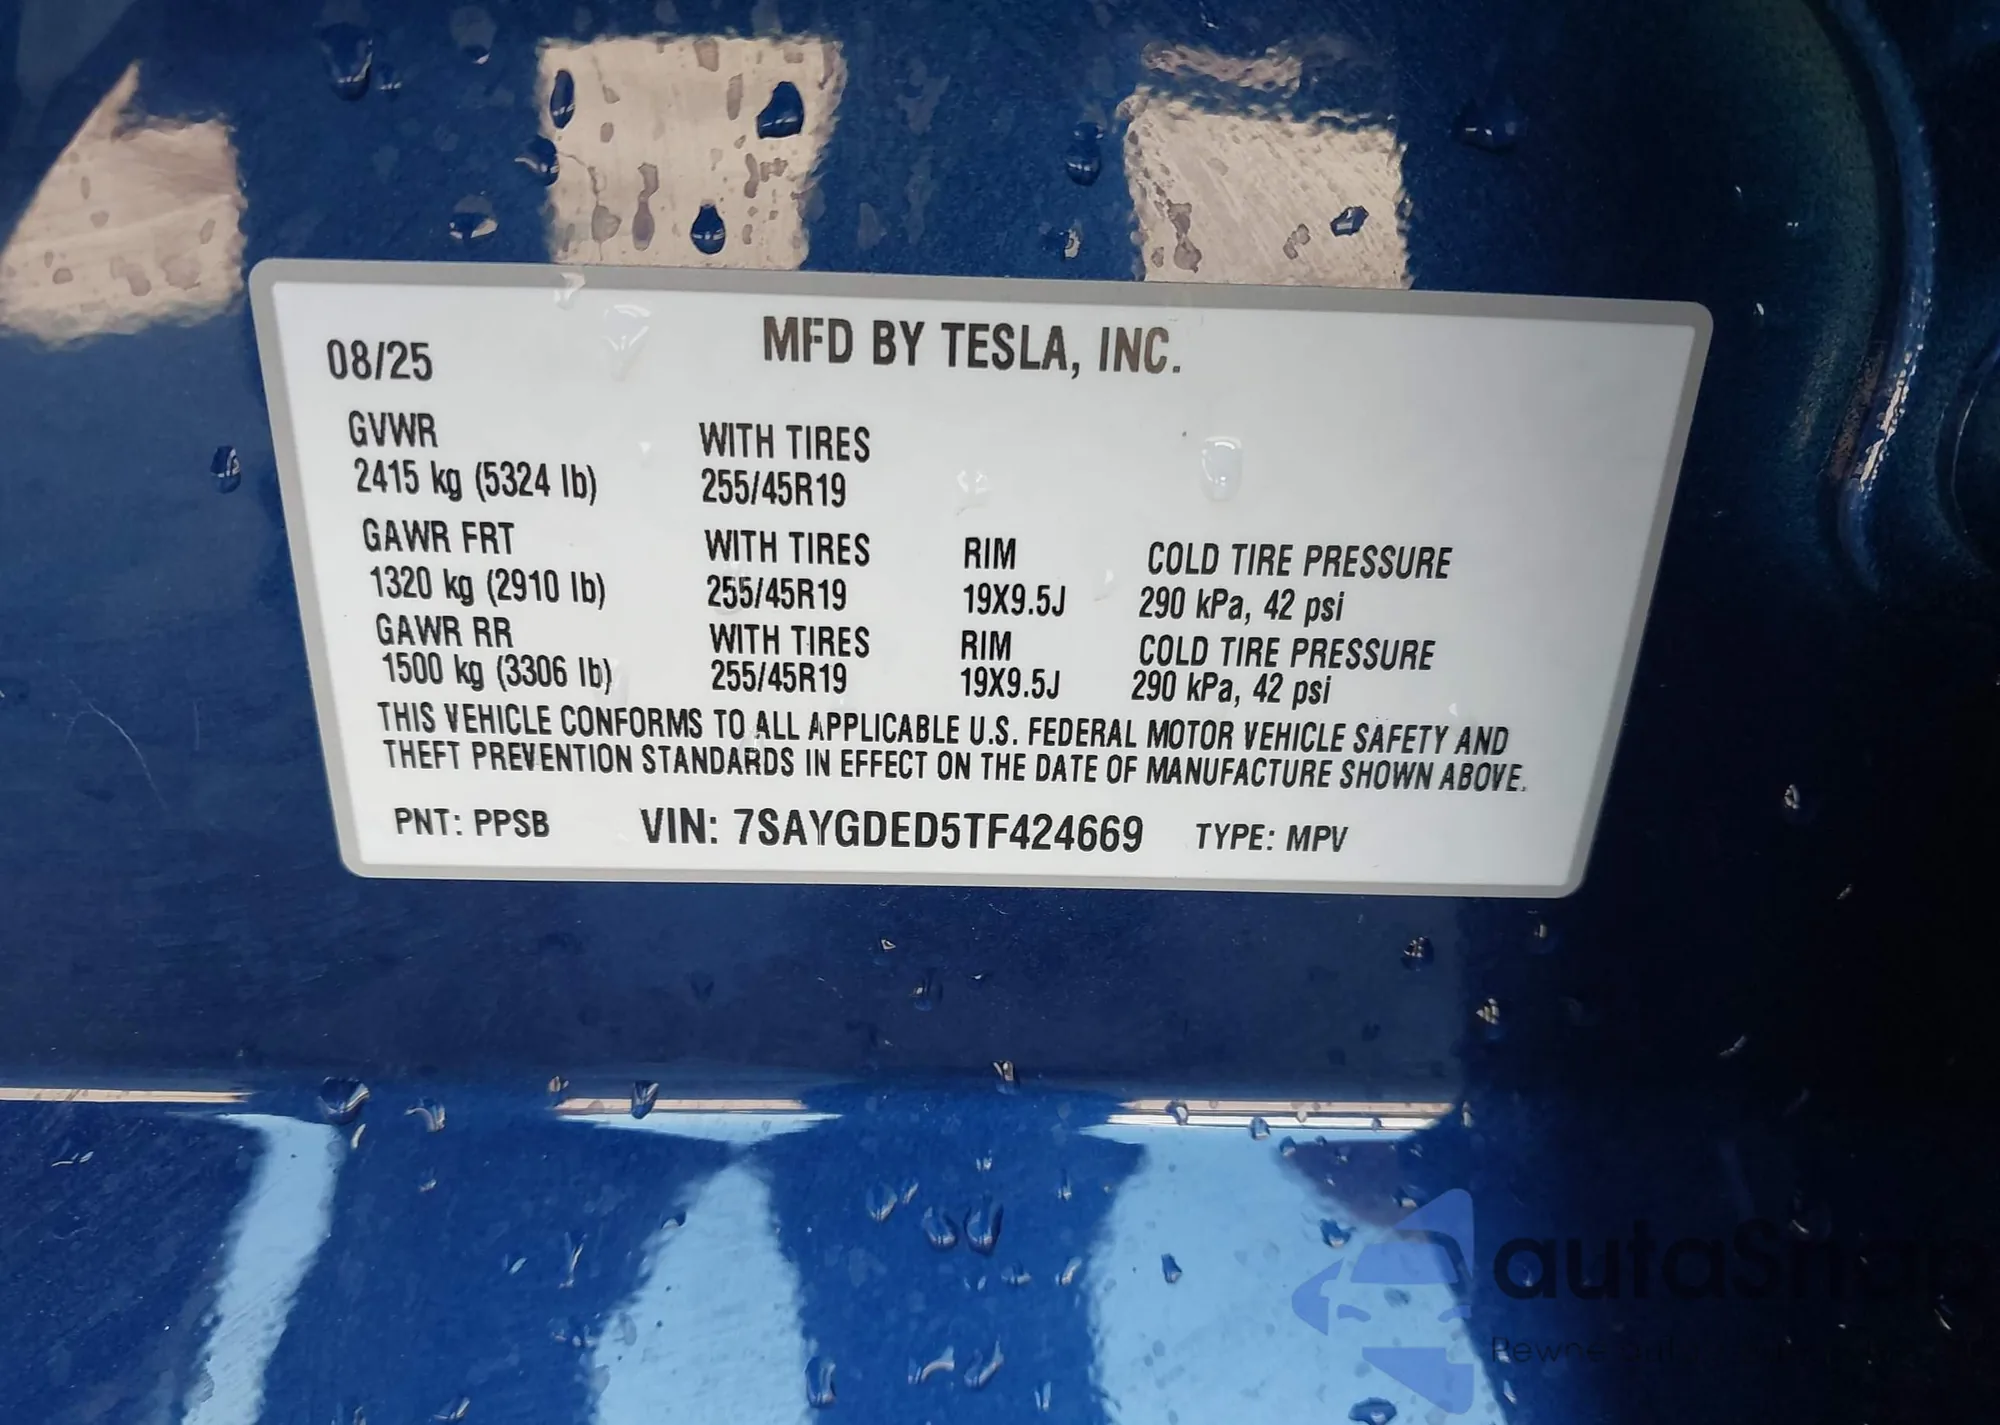 08/25 MFD BY TESLA, INC.
GVWR WITH TIRES
2415 kg (5324 lb) 255/45R19
GAWR FRT WITH TIRES RIM COLD TIRE PRESSURE
1320 kg (2910 lb) 255/45R19 19X9.5J 290 kPa, 42 psi
GAWR RR WITH TIRES RIM COLD TIRE PRESSURE
1500 kg (3306 lb) 255/45R19 19X9.5J 290 kPa, 42 psi
THIS VEHICLE CONFORMS TO ALL APPLICABLE U.S. FEDERAL MOTOR VEHICLE SAFETY AND
THEFT PREVENTION STANDARDS IN EFFECT ON THE DATE OF MANUFACTURE SHOWN ABOVE.
PNT: PPSB VIN: 7SAYGDED5TF424669 TYPE: MPV